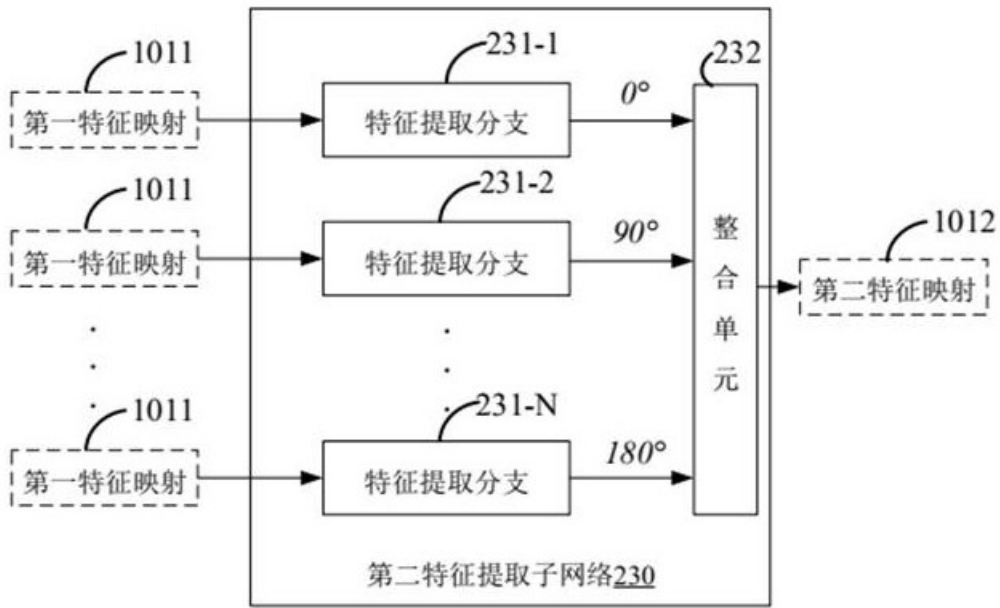 1011
231-1
232
第一特征映射
特征提取分支
0°
1011
231-2
第一特征映射
特征提取分支
90°
整合单元
1012
第二特征映射
1011
231-N
第一特征映射
特征提取分支
180°
第二特征提取子网络230